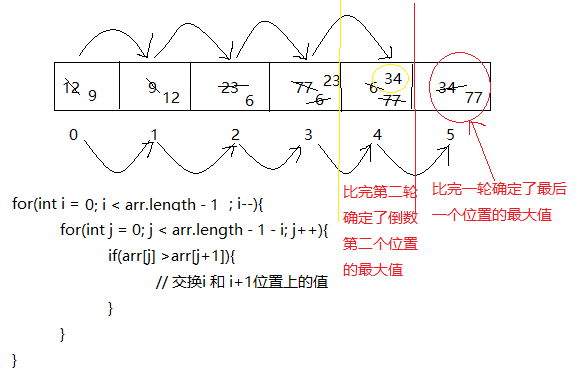 12 9 9 12 23 6 77 23 6 6 34 77 34 77
0 1 2 3 4 5
比完第二轮
确定了倒数
第二个位置
的最大值
比完一轮确定了最后
一个位置的最大值
for(int i = 0; i < arr.length - 1 ; i--){
for(int j = 0; j < arr.length - 1 - i; j++){
if(arr[j] >arr[j+1]){
// 交换i 和 i+1位置上的值
}
}
}